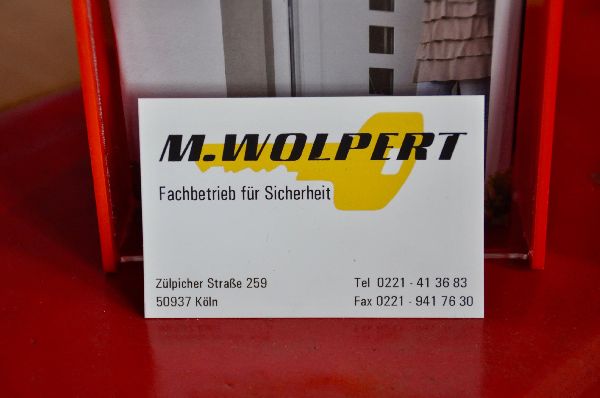 M.WOLPERT
Fachbetrieb für Sicherheit
Zülpicher Straße 259
50937 Köln
Tel 0221 - 41 36 83
Fax 0221 - 941 76 30